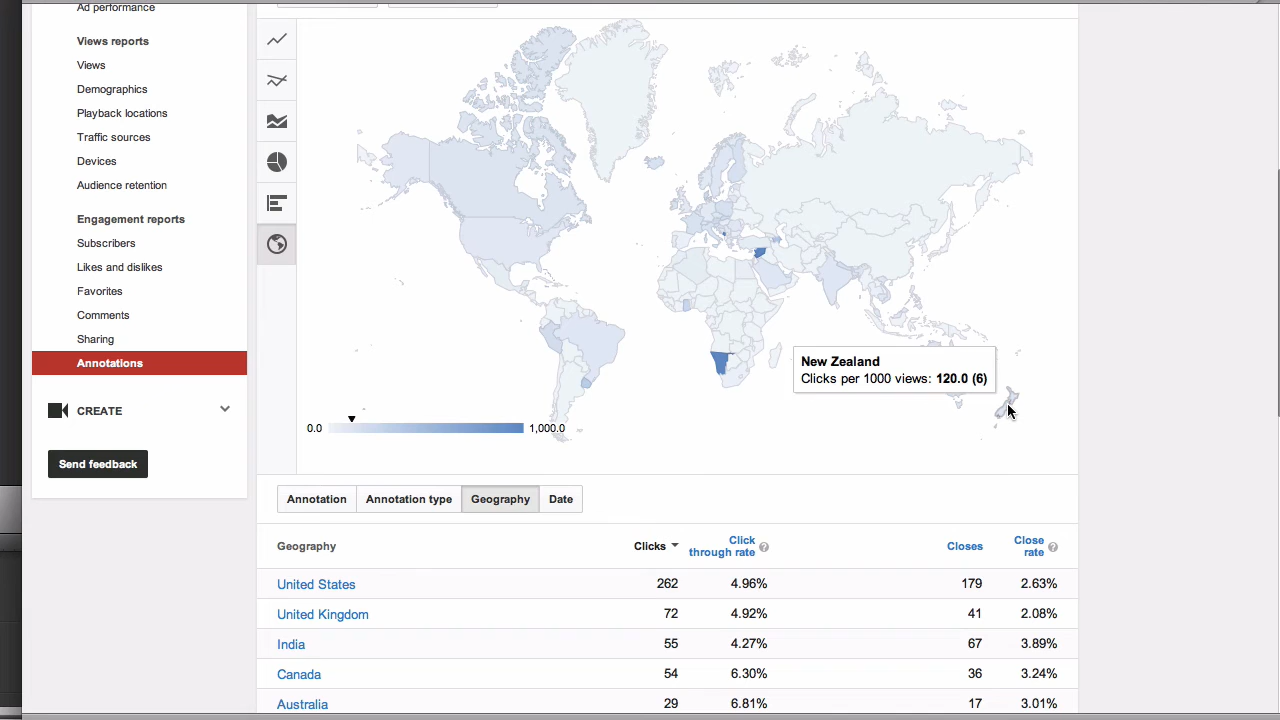 Ad performance
Views reports
Views
Demographics
Playback locations
Traffic sources
Devices
Audience retention
Engagement reports
Subscribers
Likes and dislikes
Favorites
Comments
Sharing
Annotations
CREATE
Send feedback
New Zealand
Clicks per 1000 views: 120.0 (6)
0.0 1,000.0
Annotation Annotation type Geography Date
Geography Clicks Click through rate ? Closes Close rate ?
United States 262 4.96% 179 2.63%
United Kingdom 72 4.92% 41 2.08%
India 55 4.27% 67 3.89%
Canada 54 6.30% 36 3.24%
Australia 29 6.81% 17 3.01%